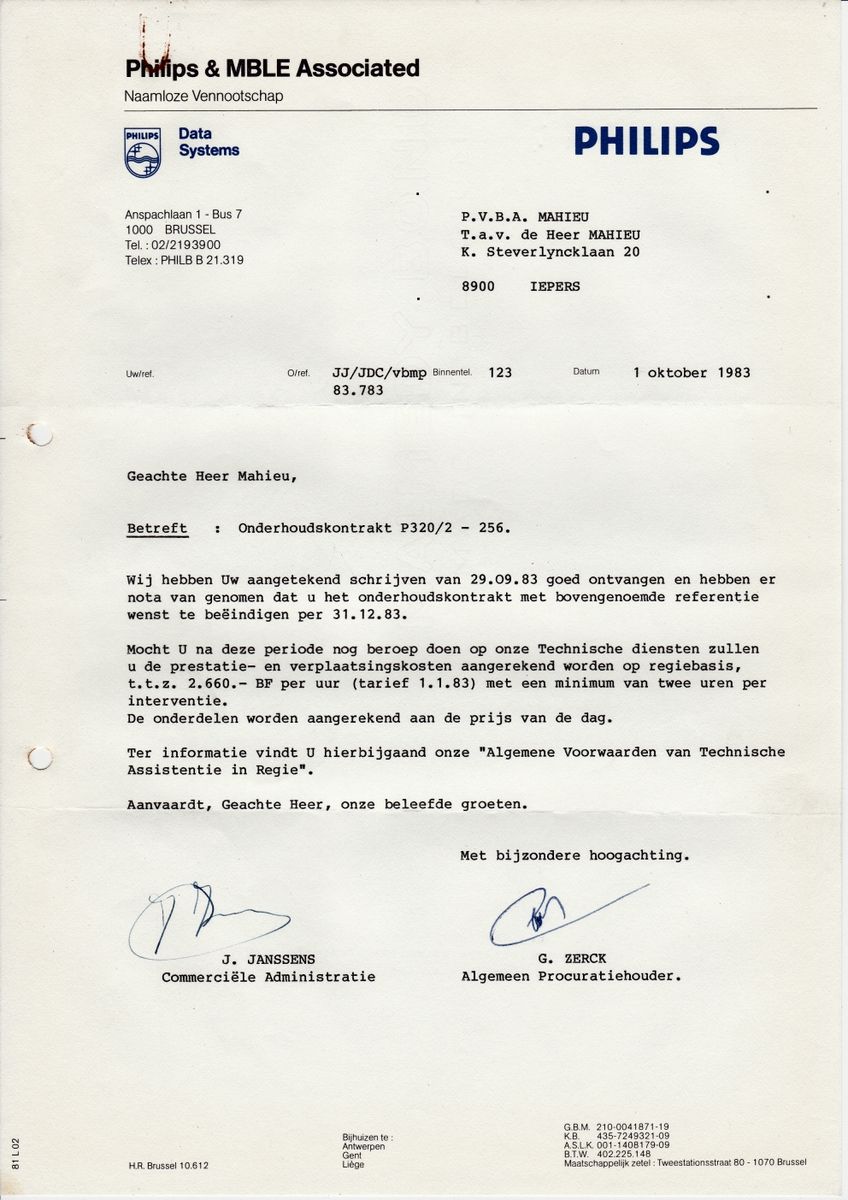 Philips & MBLE Associated
Naamloze Vennootschap
PHILIPS
Data
Systems
PHILIPS
Anspachlaan 1 - Bus 7
1000 BRUSSEL
Tel. : 02/2193900
Telex : PHILB B 21.319
P.V.B.A. MAHIEU
T.a.v. de Heer MAHIEU
K. Steverlyncklaan 20
8900 IEPERS
Uw/ref. O/ref. JJ/JDC/vbmp Binnentel. 123 Datum 1 oktober 1983
83.783
Geachte Heer Mahieu,
Betreft : Onderhoudskontrakt P320/2 - 256.
Wij hebben Uw aangetekend schrijven van 29.09.83 goed ontvangen en hebben er
nota van genomen dat u het onderhoudskontrakt met bovengenoemde referentie
wenst te beëindigen per 31.12.83.
Mocht U na deze periode nog beroep doen op onze Technische diensten zullen
u de prestatie- en verplaatsingskosten aangerekend worden op regiebasis,
t.t.z. 2.660.- BF per uur (tarief 1.1.83) met een minimum van twee uren per
interventie.
De onderdelen worden aangerekend aan de prijs van de dag.
Ter informatie vindt U hierbijgaand onze "Algemene Voorwaarden van Technische
Assistentie in Regie".
Aanvaardt, Geachte Heer, onze beleefde groeten.
Met bijzondere hoogachting.
J. JANSSENS
Commerciële Administratie
G. ZERCK
Algemeen Procuratiehouder.
81 L 02
H.R. Brussel 10.612
Bijhuizen te :
Antwerpen
Gent
Liège
G.B.M. 210-0041871-19
K.B. 435-7249321-09
A.S.L.K. 001-1408179-09
B.T.W. 402.225.148
Maatschappelijk zetel : Tweestationsstraat 80 - 1070 Brussel